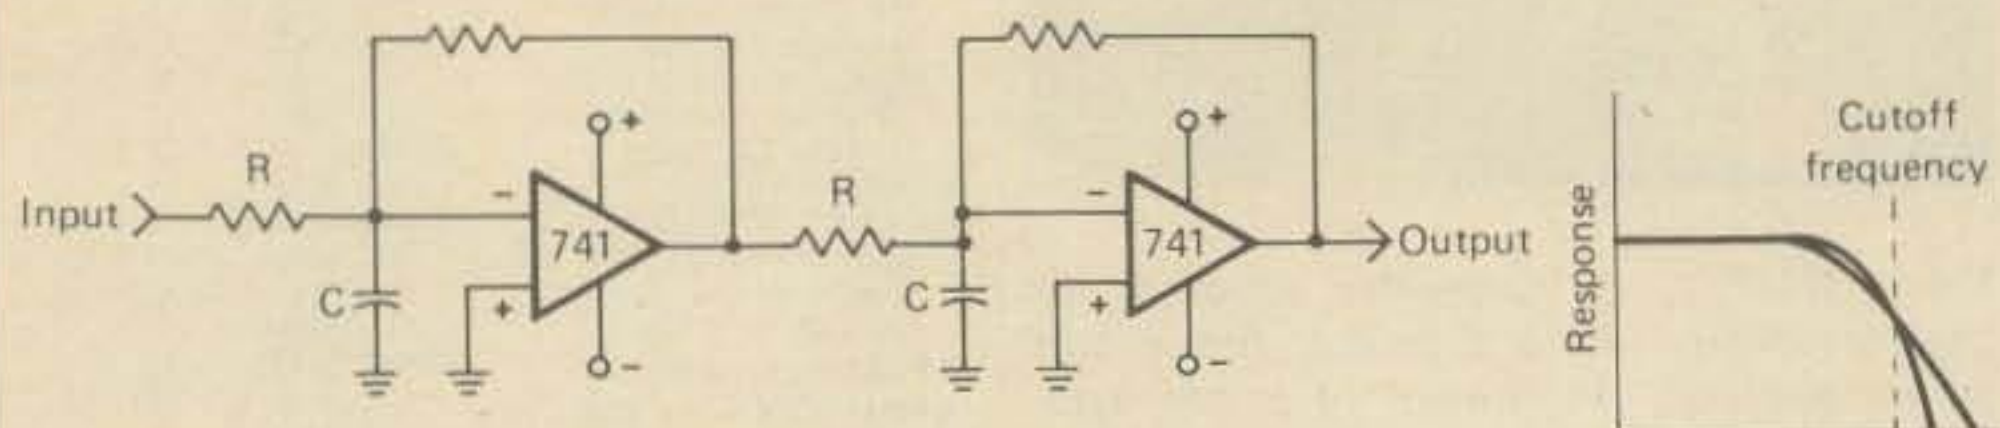 Input
R
C
-
+
741
+
-
R
C
-
+
741
+
-
Output
Response
Cutoff
frequency